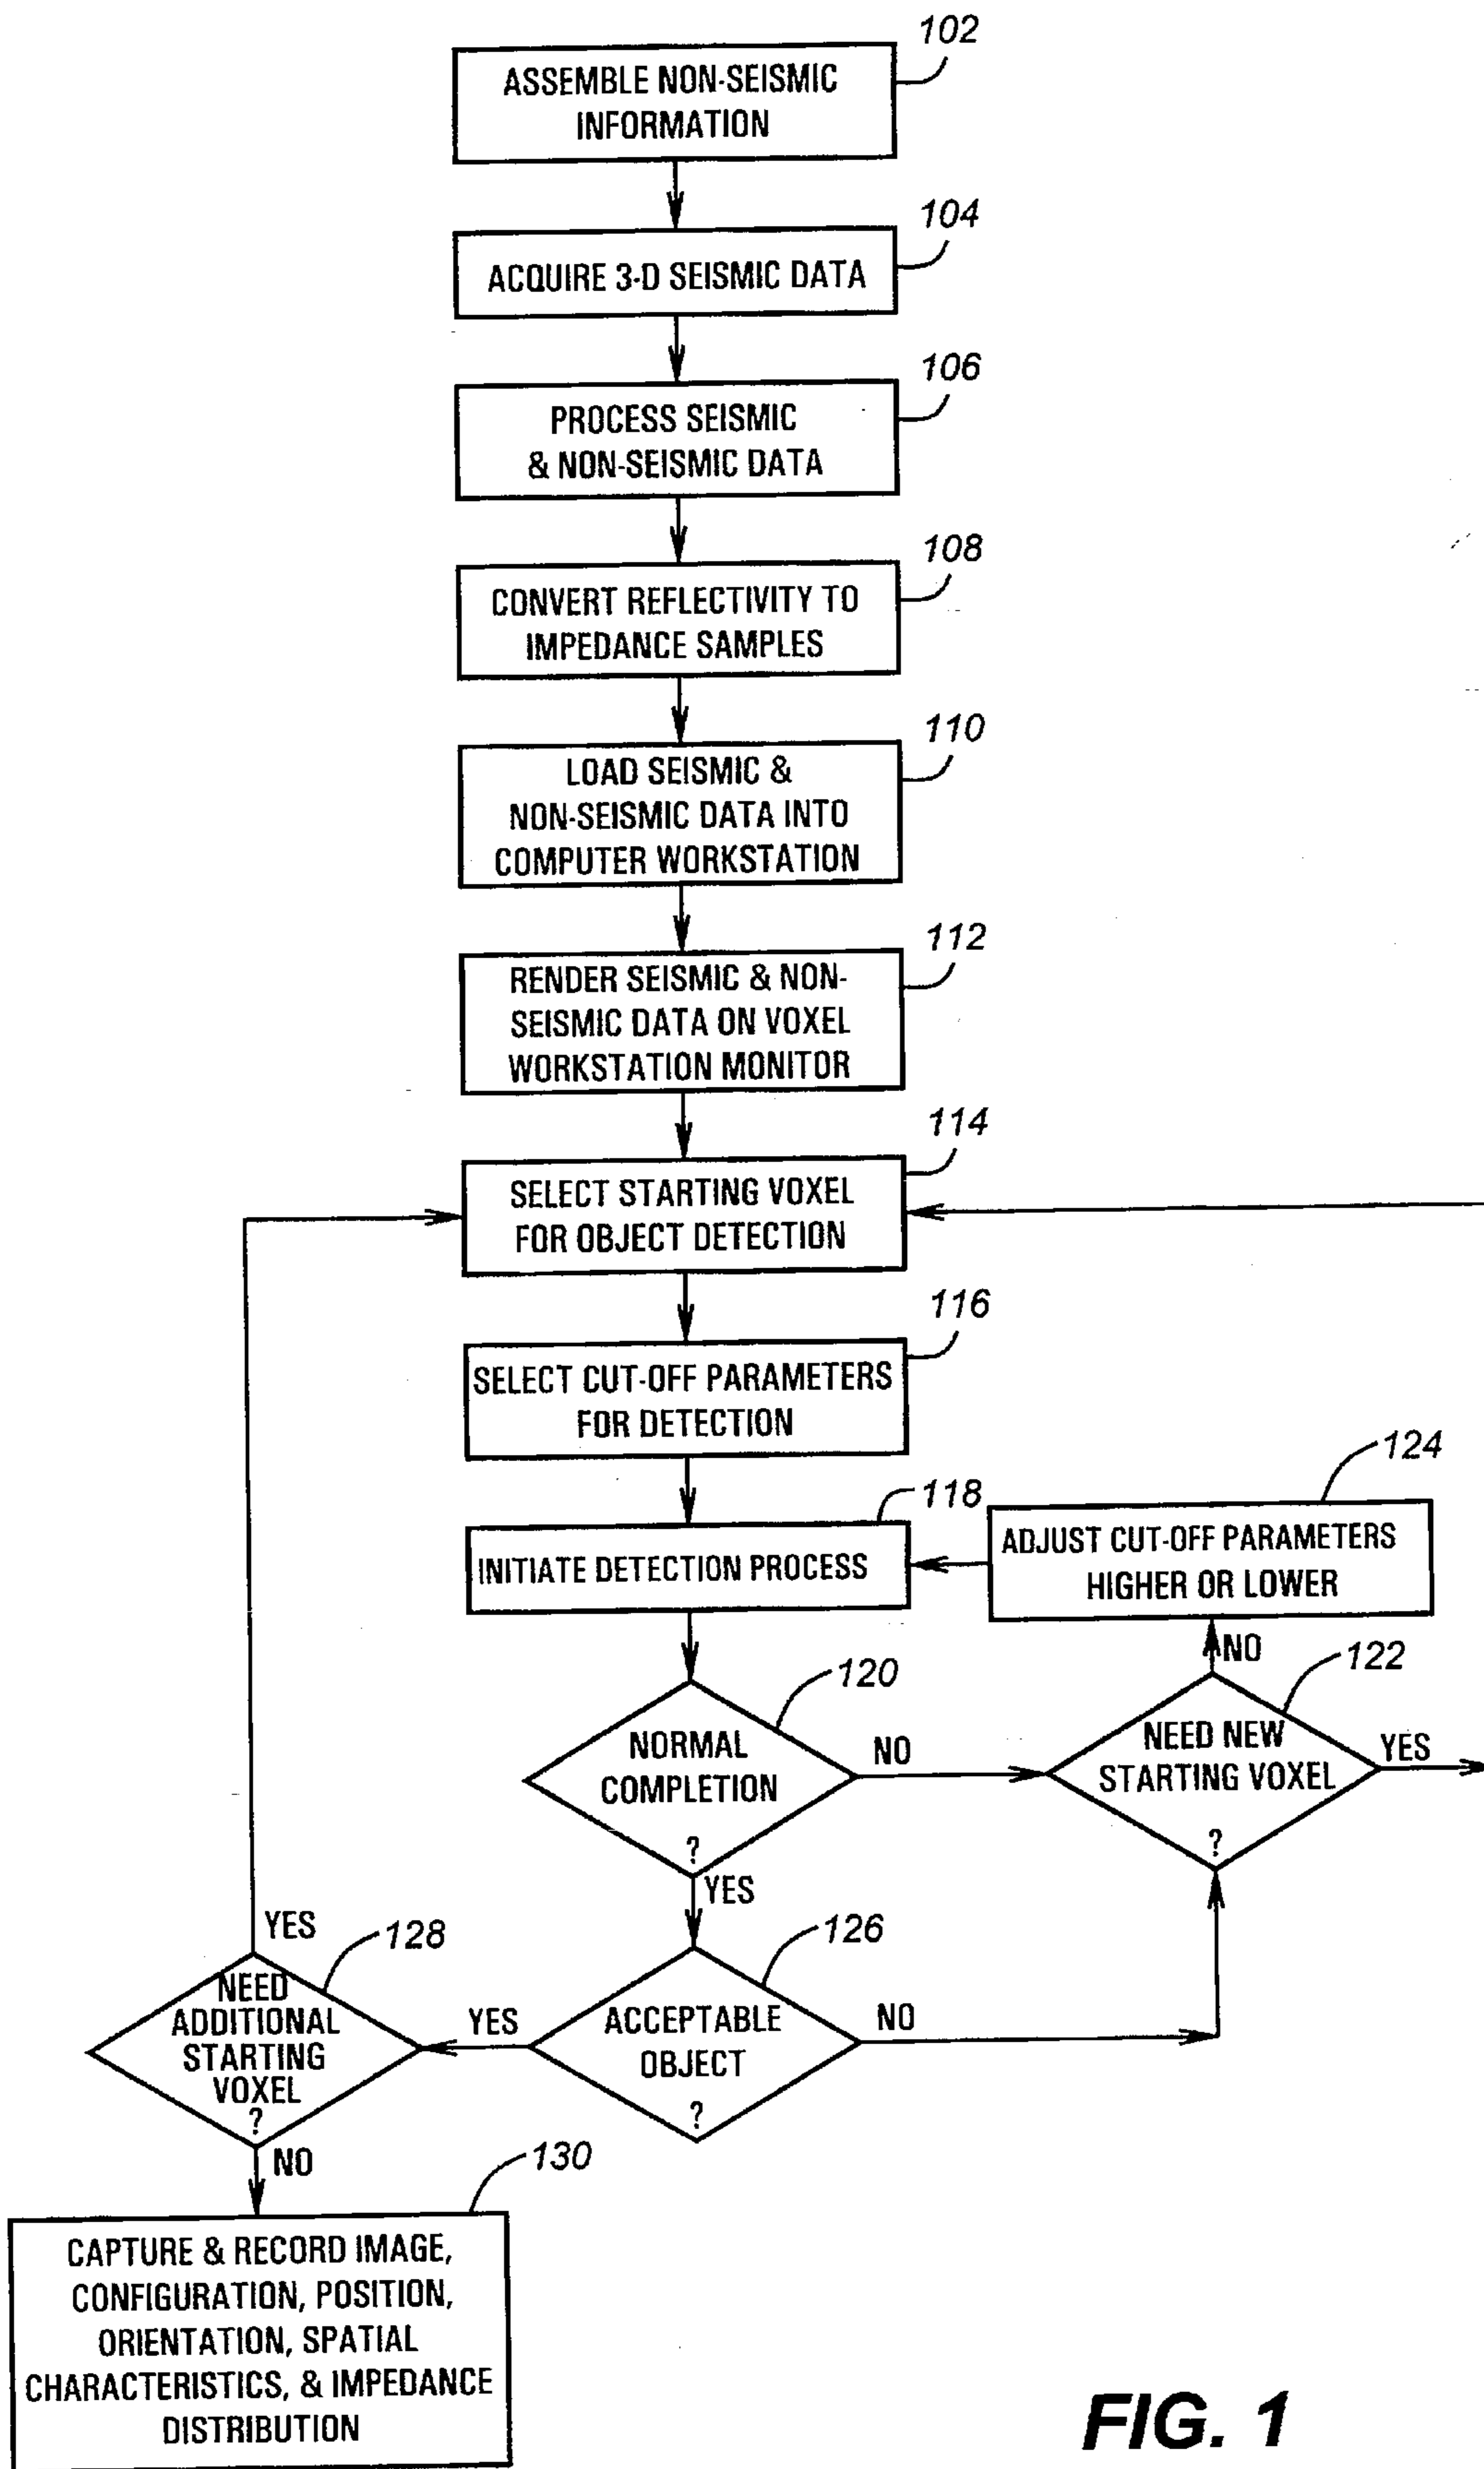 102
ASSEMBLE NON-SEISMIC
INFORMATION
104
ACQUIRE 3-D SEISMIC DATA
106
PROCESS SEISMIC
& NON-SEISMIC DATA
108
CONVERT REFLECTIVITY TO
IMPEDANCE SAMPLES
110
LOAD SEISMIC &
NON-SEISMIC DATA INTO
COMPUTER WORKSTATION
112
RENDER SEISMIC & NON-
SEISMIC DATA ON VOXEL
WORKSTATION MONITOR
114
SELECT STARTING VOXEL
FOR OBJECT DETECTION
116
SELECT CUT-OFF PARAMETERS
FOR DETECTION
118
INITIATE DETECTION PROCESS
124
ADJUST CUT-OFF PARAMETERS
HIGHER OR LOWER
NO
120
NORMAL
COMPLETION
?
NO
122
NEED NEW
STARTING VOXEL
?
YES
YES
126
ACCEPTABLE
OBJECT
?
NO
YES
YES
128
NEED
ADDITIONAL
STARTING
VOXEL
?
NO
130
CAPTURE & RECORD IMAGE,
CONFIGURATION, POSITION,
ORIENTATION, SPATIAL
CHARACTERISTICS, & IMPEDANCE
DISTRIBUTION
FIG. 1